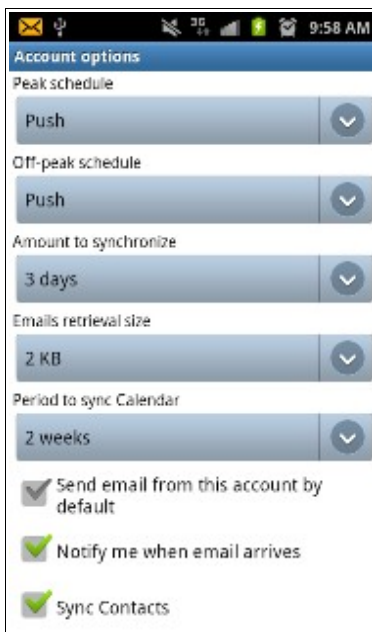 3G
9:58 AM
Account options
Peak schedule
Push
Off-peak schedule
Push
Amount to synchronize
3 days
Emails retrieval size
2 KB
Period to sync Calendar
2 weeks
Send email from this account by
default
Notify me when email arrives
Sync Contacts